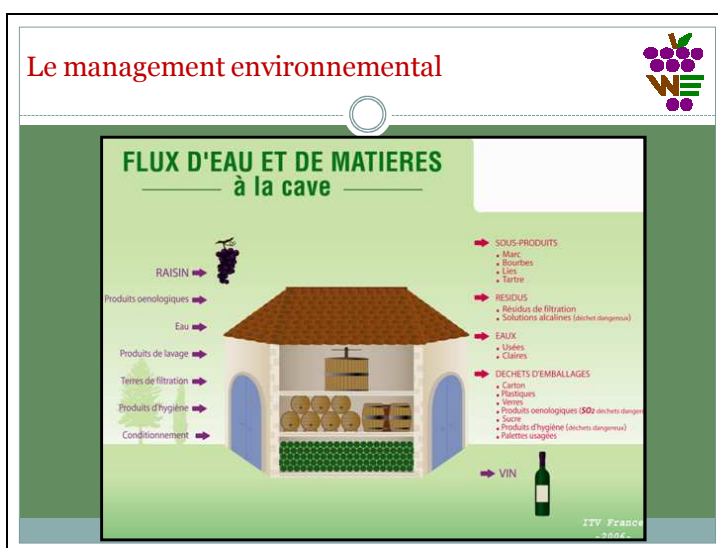 Le management environnemental
WE
FLUX D'EAU ET DE MATIERES
à la cave
RAISIN
Produits oenologiques
Eau
Produits de lavage
Terres de filtration
Produits d'hygiène
Conditionnement
SOUS-PRODUITS
• Marc
• Bourbes
• Lies
• Tartre
RESIDUS
• Résidus de filtration
• Solutions alcalines (déchet dangereux)
EAUX
• Usées
• Claires
DECHETS D'EMBALLAGES
• Carton
• Plastiques
• Verres
• Produits oenologiques (SO2 déchets danger
• Sucre
• Produits d'hygiène (déchets dangereux)
• Palettes usagées
VIN
ITV France
-2006-